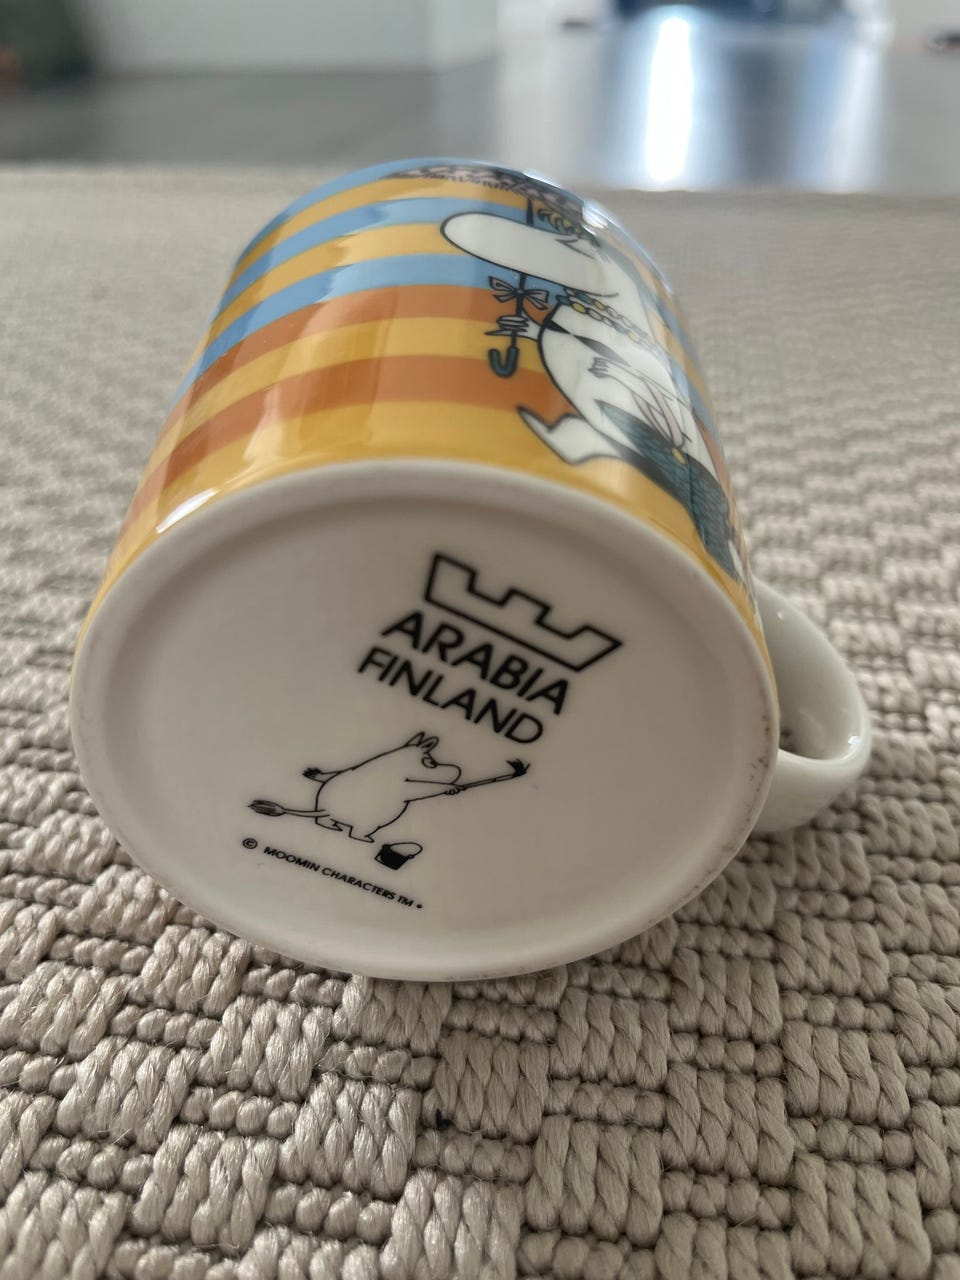 ARABIA
FINLAND
© MOOMIN CHARACTERS TM •